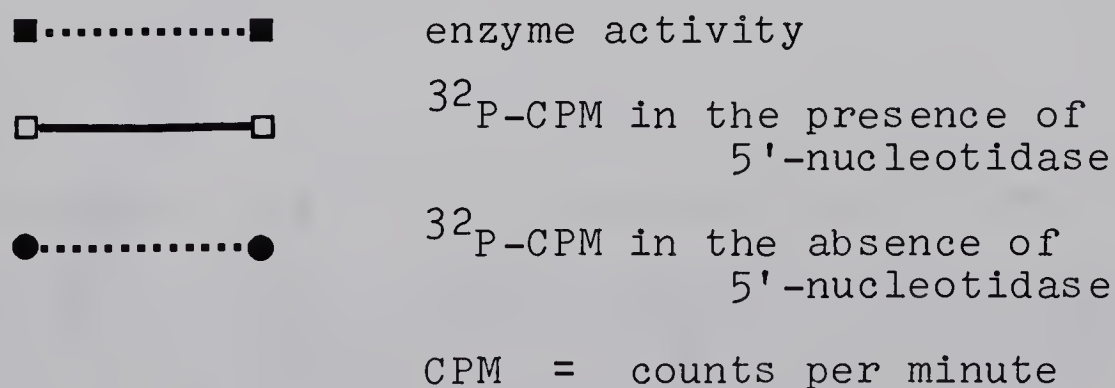 enzyme activity
³²P-CPM in the presence of
5'-nucleotidase
³²P-CPM in the absence of
5'-nucleotidase
CPM = counts per minute